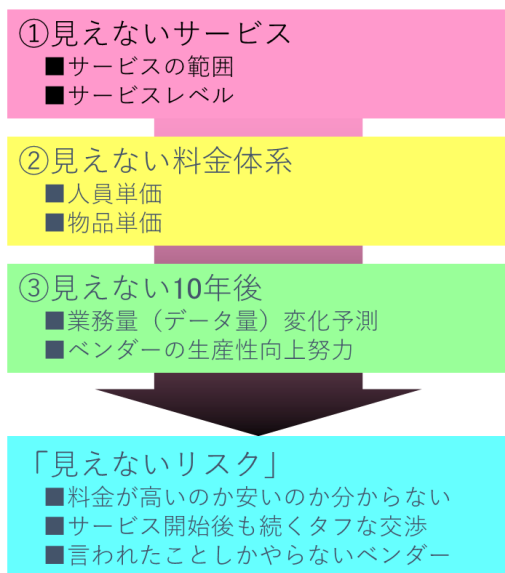 ①見えないサービス
■サービスの範囲
■サービスレベル
②見えない料金体系
■人員単価
■物品単価
③見えない10年後
■業務量（データ量）変化予測
■ベンダーの生産性向上努力
「見えないリスク」
■料金が高いのか安いのか分からない
■サービス開始後も続くタフな交渉
■言われたことしかやらないベンダー